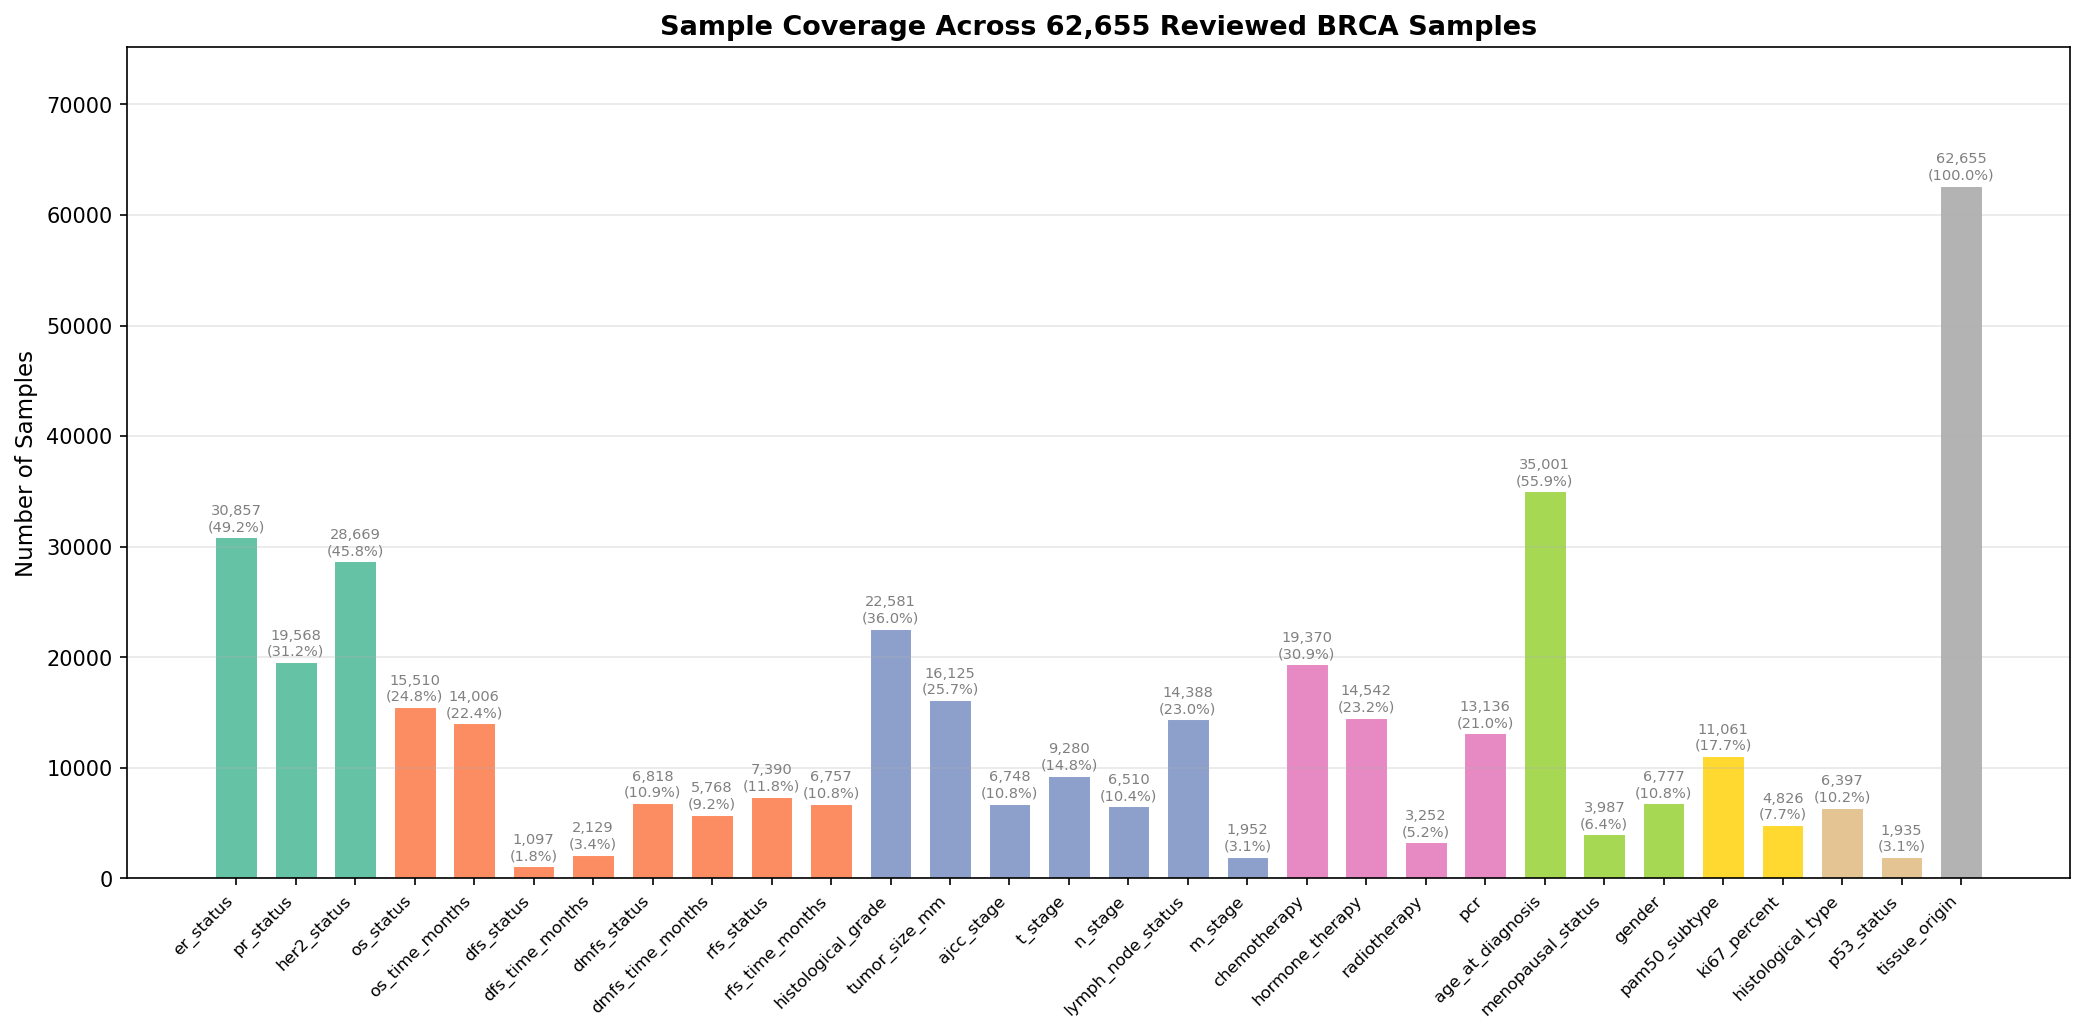 Sample Coverage Across 62,655 Reviewed BRCA Samples
Number of Samples
70000
60000
50000
40000
30000
20000
10000
0
30,857
(49.2%)
19,568
(31.2%)
28,669
(45.8%)
15,510
(24.8%)
14,006
(22.4%)
1,097
(1.8%)
2,129
(3.4%)
6,818
(10.9%)
5,768
(9.2%)
7,390
(11.8%)
6,757
(10.8%)
22,581
(36.0%)
16,125
(25.7%)
6,748
(10.8%)
9,280
(14.8%)
6,510
(10.4%)
14,388
(23.0%)
1,952
(3.1%)
19,370
(30.9%)
14,542
(23.2%)
3,252
(5.2%)
13,136
(21.0%)
35,001
(55.9%)
3,987
(6.4%)
6,777
(10.8%)
11,061
(17.7%)
4,826
(7.7%)
6,397
(10.2%)
1,935
(3.1%)
62,655
(100.0%)
er_status
pr_status
her2_status
os_status
os_time_months
dfs_status
dfs_time_months
dmfs_status
dmfs_time_months
rfs_status
rfs_time_months
histological_grade
tumor_size_mm
ajcc_stage
t_stage
n_stage
lymph_node_status
m_stage
chemotherapy
hormone_therapy
radiotherapy
pcr
age_at_diagnosis
menopausal_status
gender
pam50_subtype
ki67_percent
histological_type
p53_status
tissue_origin